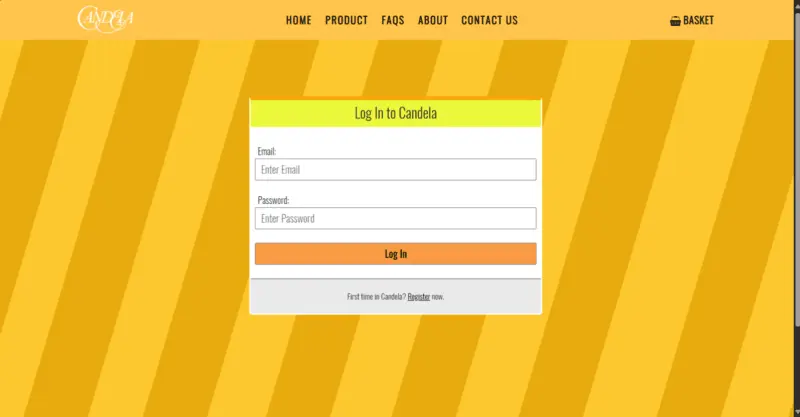 CANDELA
HOME PRODUCT FAQS ABOUT CONTACT US BASKET
Log In to Candela
Email:
Enter Email
Password:
Enter Password
Log In
First time in Candela? Register now.